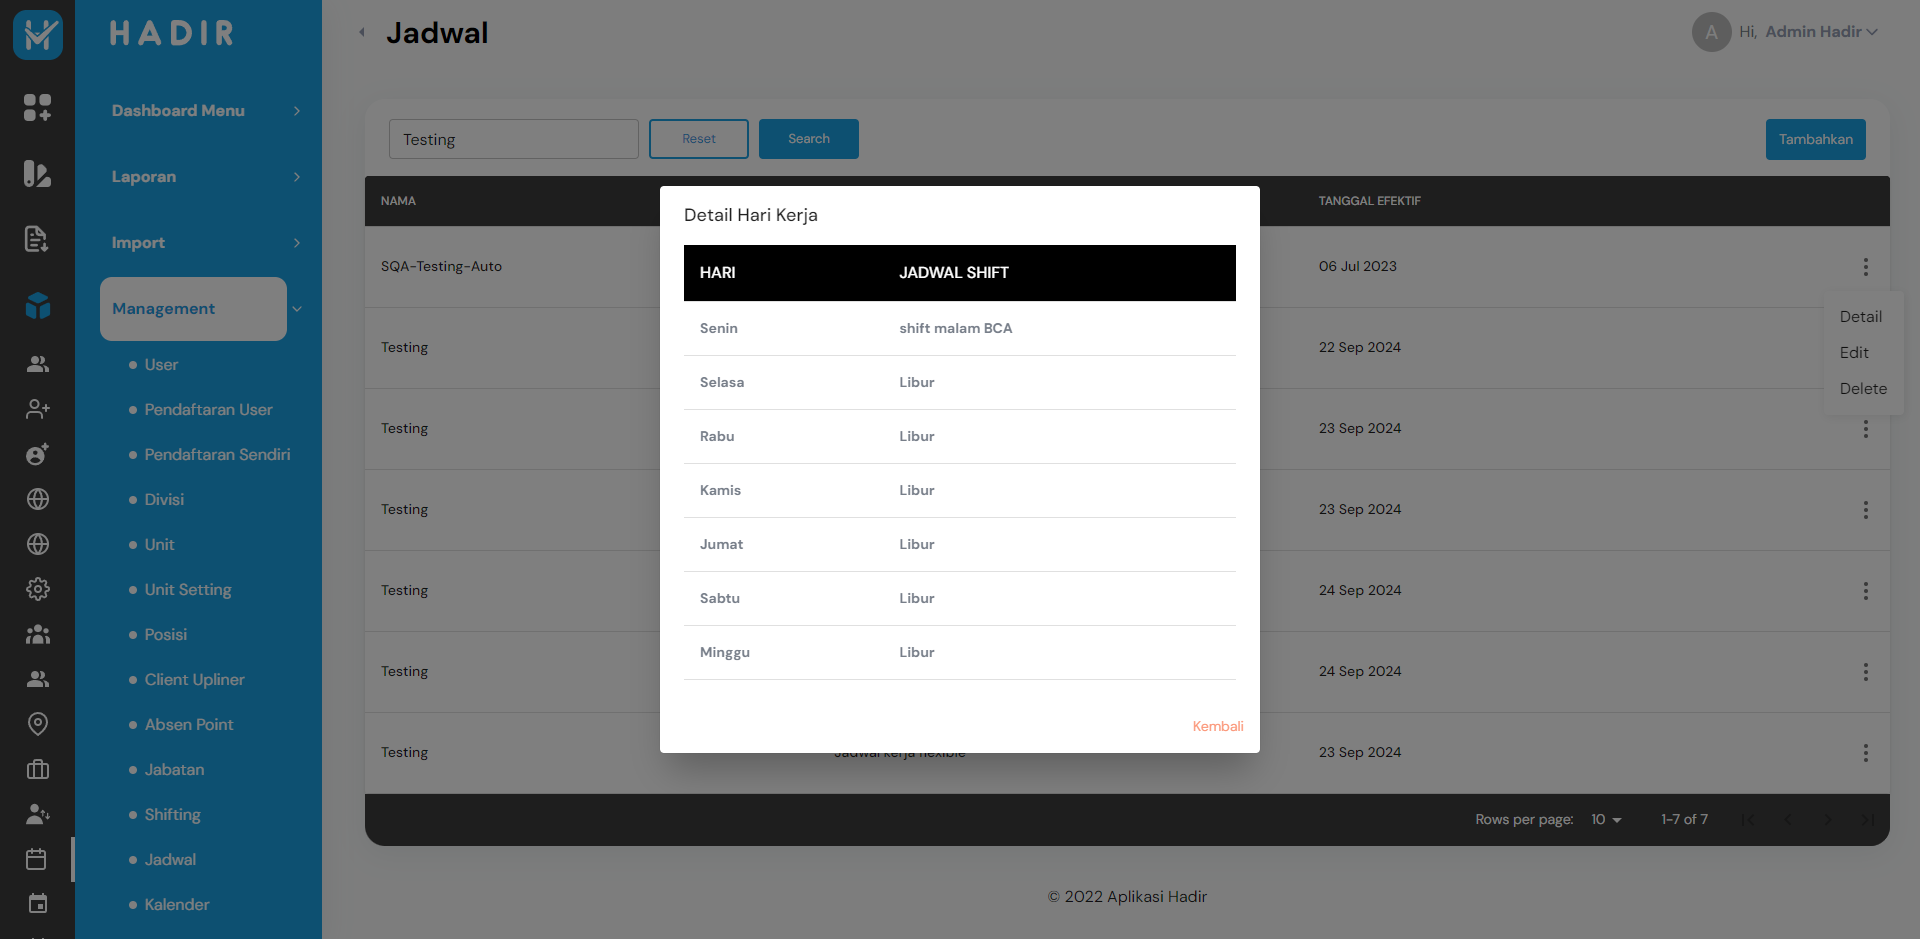 HADIR
Jadwal
A Hi, Admin Hadir
Dashboard Menu
Laporan
Import
Management
User
Pendaftaran User
Pendaftaran Sendiri
Divisi
Unit
Unit Setting
Posisi
Client Upliner
Absen Point
Jabatan
Shifting
Jadwal
Kalender
Testing Reset Search Tambahkan
NAMA TANGGAL EFEKTIF
SQA-Testing-Auto 06 Jul 2023
Testing 22 Sep 2024
Testing 23 Sep 2024
Testing 23 Sep 2024
Testing 24 Sep 2024
Testing 24 Sep 2024
Testing Jadwal kerja flexible 23 Sep 2024
Detail
Edit
Delete
Detail Hari Kerja
HARI JADWAL SHIFT
Senin shift malam BCA
Selasa Libur
Rabu Libur
Kamis Libur
Jumat Libur
Sabtu Libur
Minggu Libur
Kembali
Rows per page: 10 1-7 of 7
© 2022 Aplikasi Hadir